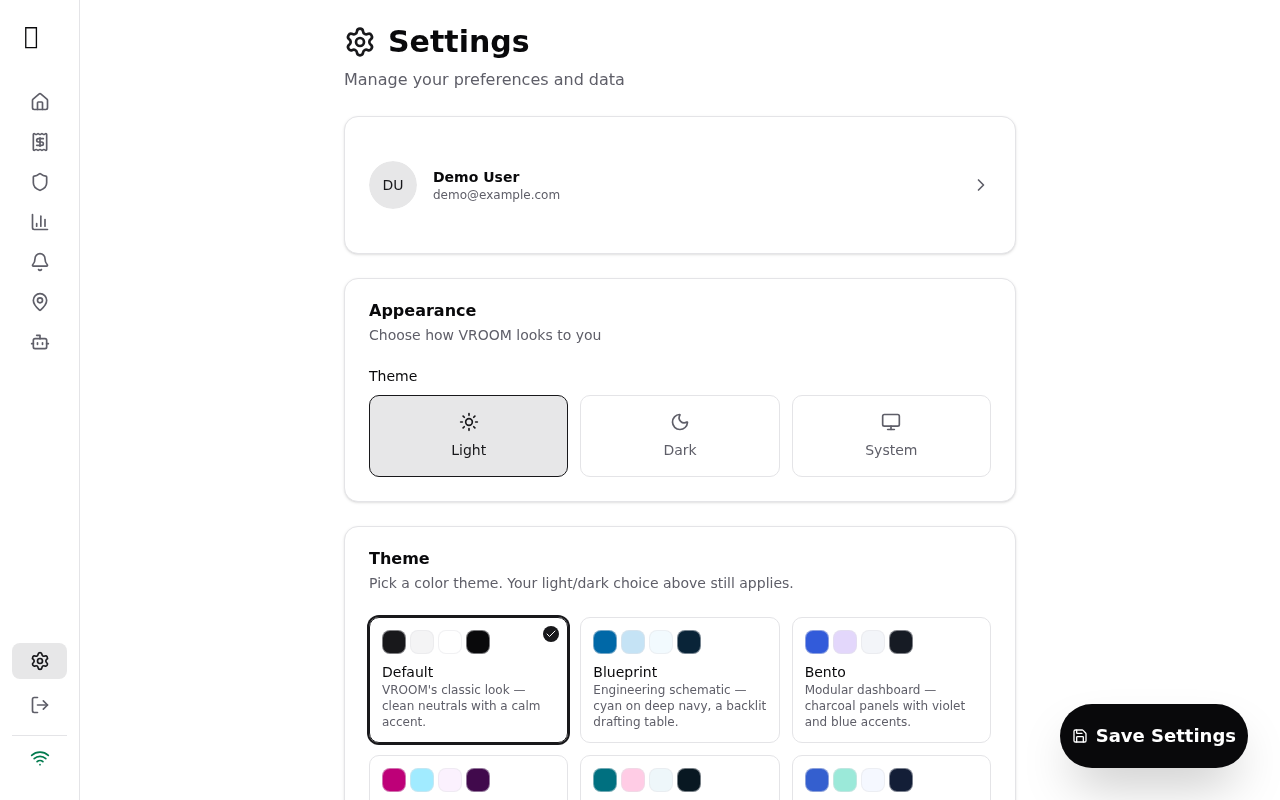 Settings
Manage your preferences and data
DU
Demo User
demo@example.com
Appearance
Choose how VROOM looks to you
Theme
Light
Dark
System
Theme
Pick a color theme. Your light/dark choice above still applies.
Default
VROOM's classic look —
clean neutrals with a calm
accent.
Blueprint
Engineering schematic —
cyan on deep navy, a backlit
drafting table.
Bento
Modular dashboard —
charcoal panels with violet
and blue accents.
Save Settings